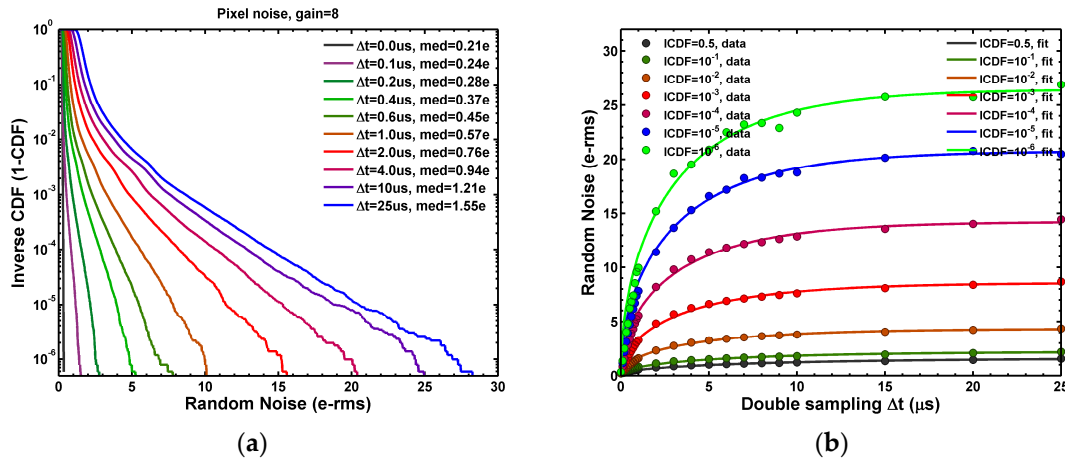 Pixel noise, gain=8
Inverse CDF (1-CDF)
10^0
10^-1
10^-2
10^-3
10^-4
10^-5
10^-6
Δt=0.0us, med=0.21e
Δt=0.1us, med=0.24e
Δt=0.2us, med=0.28e
Δt=0.4us, med=0.37e
Δt=0.6us, med=0.45e
Δt=1.0us, med=0.57e
Δt=2.0us, med=0.76e
Δt=4.0us, med=0.94e
Δt=10us, med=1.21e
Δt=25us, med=1.55e
0 5 10 15 20 25 30
Random Noise (e-rms)
(a)
Random Noise (e-rms)
30
25
20
15
10
5
0
ICDF=0.5, data
ICDF=10^-1, data
ICDF=10^-2, data
ICDF=10^-3, data
ICDF=10^-4, data
ICDF=10^-5, data
ICDF=10^-6, data
ICDF=0.5, fit
ICDF=10^-1, fit
ICDF=10^-2, fit
ICDF=10^-3, fit
ICDF=10^-4, fit
ICDF=10^-5, fit
ICDF=10^-6, fit
0 5 10 15 20 25
Double sampling Δt (μs)
(b)